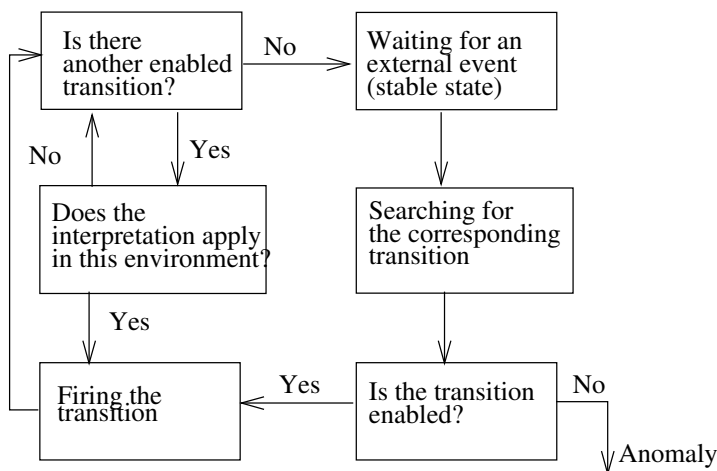 Is there
another enabled
transition?
No
Waiting for an
external event
(stable state)
No
Yes
Does the
interpretation apply
in this environment?
Searching for
the corresponding
transition
Yes
Firing the
transition
Yes
Is the transition
enabled?
No
Anomaly